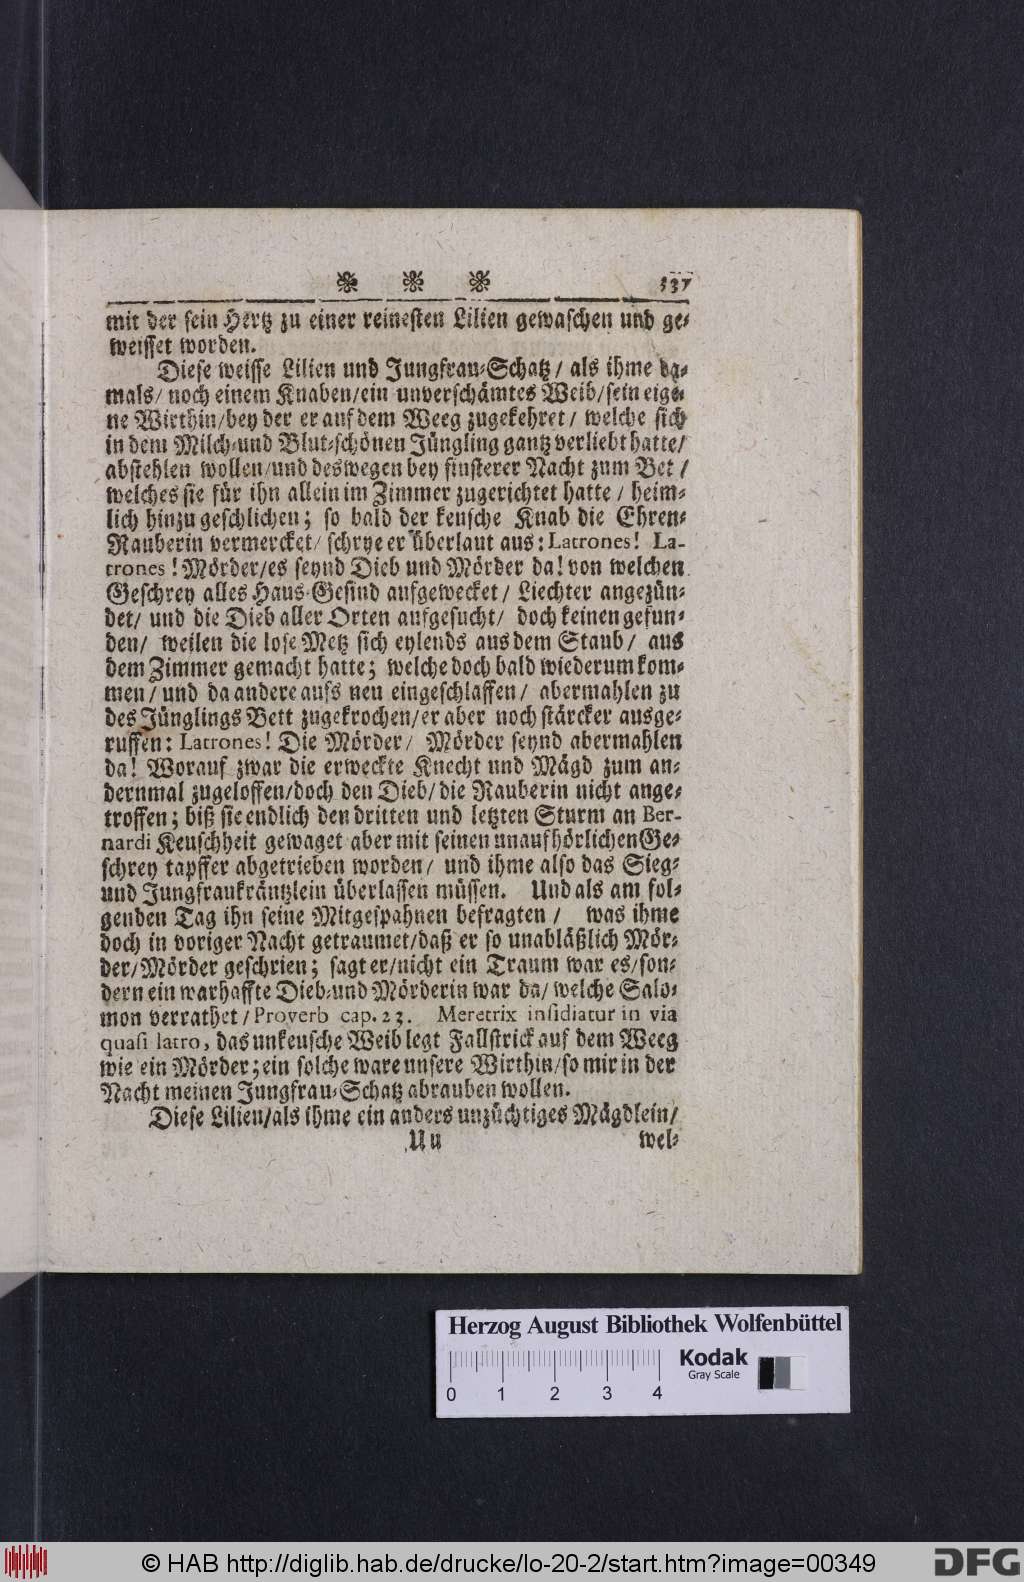 ❋ ❋ ❋ 337
mit der sein Hertz zu einer reinesten Lilien gewaschen und ge-
weisset worden.
Diese weisse Lilien und Jungfrau-Schatz / als ihme da-
mals / noch einem Knaben / ein unverschämtes Weib / sein eige-
ne Wirthin / bey der er auf dem Weeg zugekehret / welche sich
in dem Milch- und Blut-schönen Jüngling gantz verliebt hatte /
abstehlen wollen / und deswegen bey finsterer Nacht zum Bet /
welches sie für ihn allein im Zimmer zugerichtet hatte / heim-
lich hinzu geschlichen; so bald der keusche Knab die Ehren-
Rauberin vermercket / schrye er überlaut aus: Latrones! La-
trones! Mörder / es seynd Dieb und Mörder da! von welchen
Geschrey alles Haus-Gesind aufgewecket / Liechter angezün-
det / und die Dieb aller Orten aufgesucht / doch keinen gefun-
den / weilen die lose Metz sich eylends aus dem Staub / aus
dem Zimmer gemacht hatte; welche doch bald wiederum kom-
men / und da andere aufs neu eingeschlaffen / abermahlen zu
des Jünglings Bett zugekrochen / er aber noch stärcker ausge-
ruffen: Latrones! Die Mörder / Mörder seynd abermahlen
da! Worauf zwar die erweckte Knecht und Mägd zum an-
dernmal zugeloffen / doch den Dieb / die Rauberin nicht ange-
troffen; biß sie endlich den dritten und letzten Sturm an Ber-
nardi Keuschheit gewaget aber mit seinen unaufhörlichen Ge-
schrey tapffer abgetrieben worden / und ihme also das Sieg-
und Jungfraukräntzlein überlassen müssen. Und als am fol-
genden Tag ihn seine Mitgespahnen befragten / was ihme
doch in voriger Nacht getraumet / daß er so unabläßlich Mör-
der / Mörder geschrien; sagt er / nicht ein Traum war es / son-
dern ein warhaffte Dieb- und Mörderin war da / welche Salo-
mon verrathet / Proverb cap. 23. Meretrix insidiatur in via
quasi latro, das unkeusche Weib legt Fallstrick auf dem Weeg
wie ein Mörder; ein solche ware unsere Wirthin / so mir in der
Nacht meinen Jungfrau-Schatz abrauben wollen.
Diese Lilien / als ihme ein anders unzüchtiges Mägdlein /
Uu wel-
Herzog August Bibliothek Wolfenbüttel
Kodak
Gray Scale
0 1 2 3 4
© HAB http://diglib.hab.de/drucke/lo-20-2/start.htm?image=00349
DFG